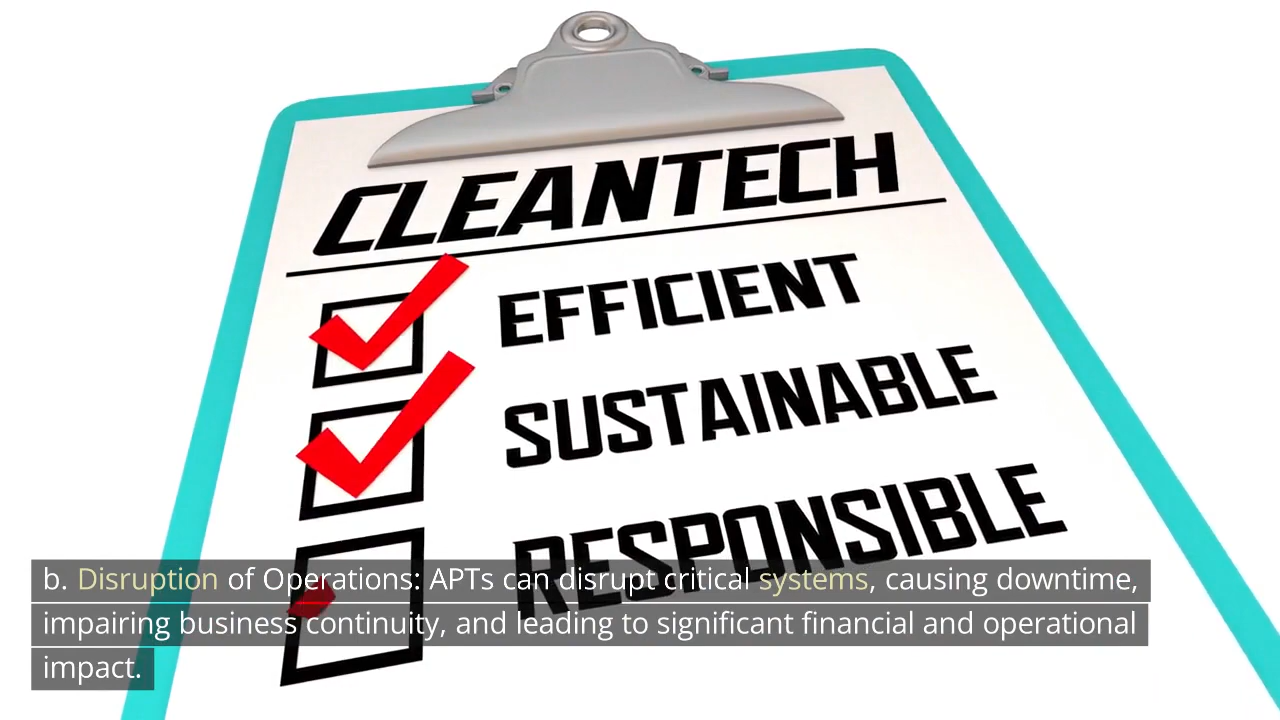 CLEANTECH
EFFICIENT
SUSTAINABLE
RESPONSIBLE
b. Disruption of Operations: APTs can disrupt critical systems, causing downtime,
impairing business continuity, and leading to significant financial and operational
impact.